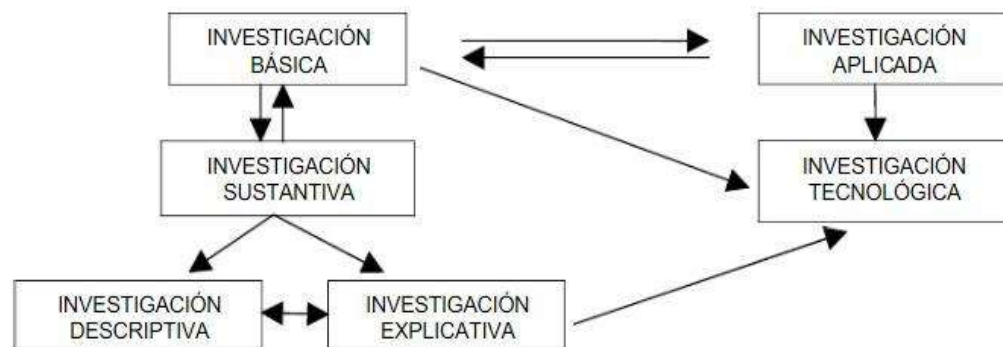 INVESTIGACIÓN
BÁSICA
INVESTIGACIÓN
APLICADA
INVESTIGACIÓN
SUSTANTIVA
INVESTIGACIÓN
TECNOLÓGICA
INVESTIGACIÓN
DESCRIPTIVA
INVESTIGACIÓN
EXPLICATIVA